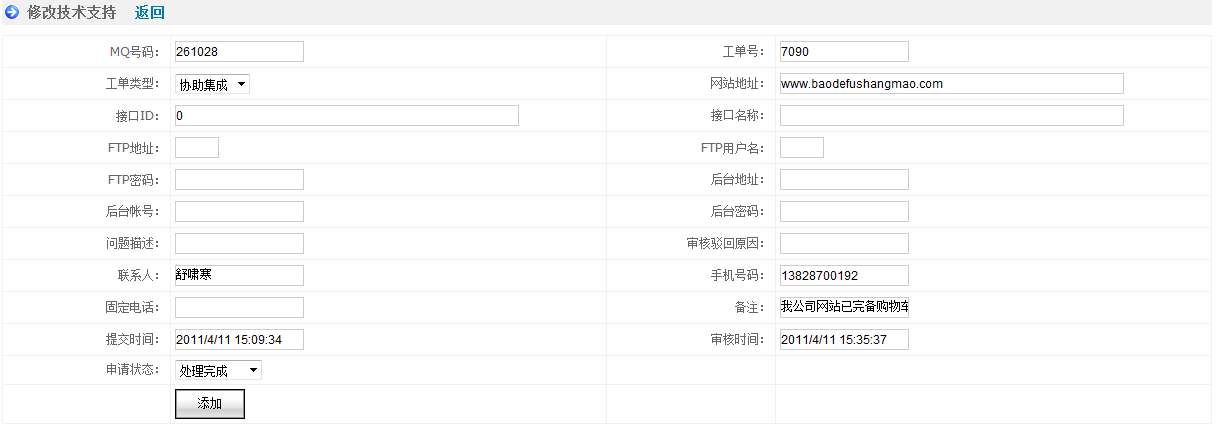 修改技术支持 返回
MQ号码： 261028 工单号： 7090
工单类型： 协助集成 网站地址： www.baodefushangmao.com
接口ID： 0 接口名称：
FTP地址： FTP用户名：
FTP密码： 后台地址：
后台帐号： 后台密码：
问题描述： 审核驳回原因：
联系人： 舒啸寒 手机号码： 13828700192
固定电话： 备注： 我公司网站已完备购物车
提交时间： 2011/4/11 15:09:34 审核时间： 2011/4/11 15:35:37
申请状态： 处理完成
添加